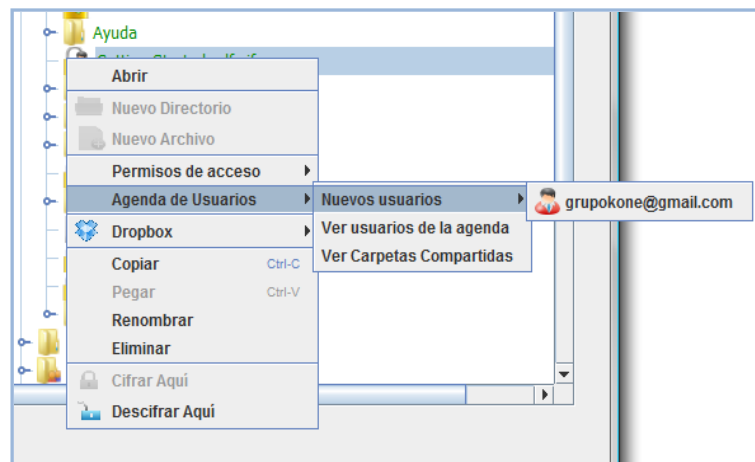 Ayuda
Abrir
Nuevo Directorio
Nuevo Archivo
Permisos de acceso
Agenda de Usuarios
Nuevos usuarios
grupokone@gmail.com
Dropbox
Ver usuarios de la agenda
Ver Carpetas Compartidas
Copiar Ctrl-C
Pegar Ctrl-V
Renombrar
Eliminar
Cifrar Aquí
Descifrar Aquí